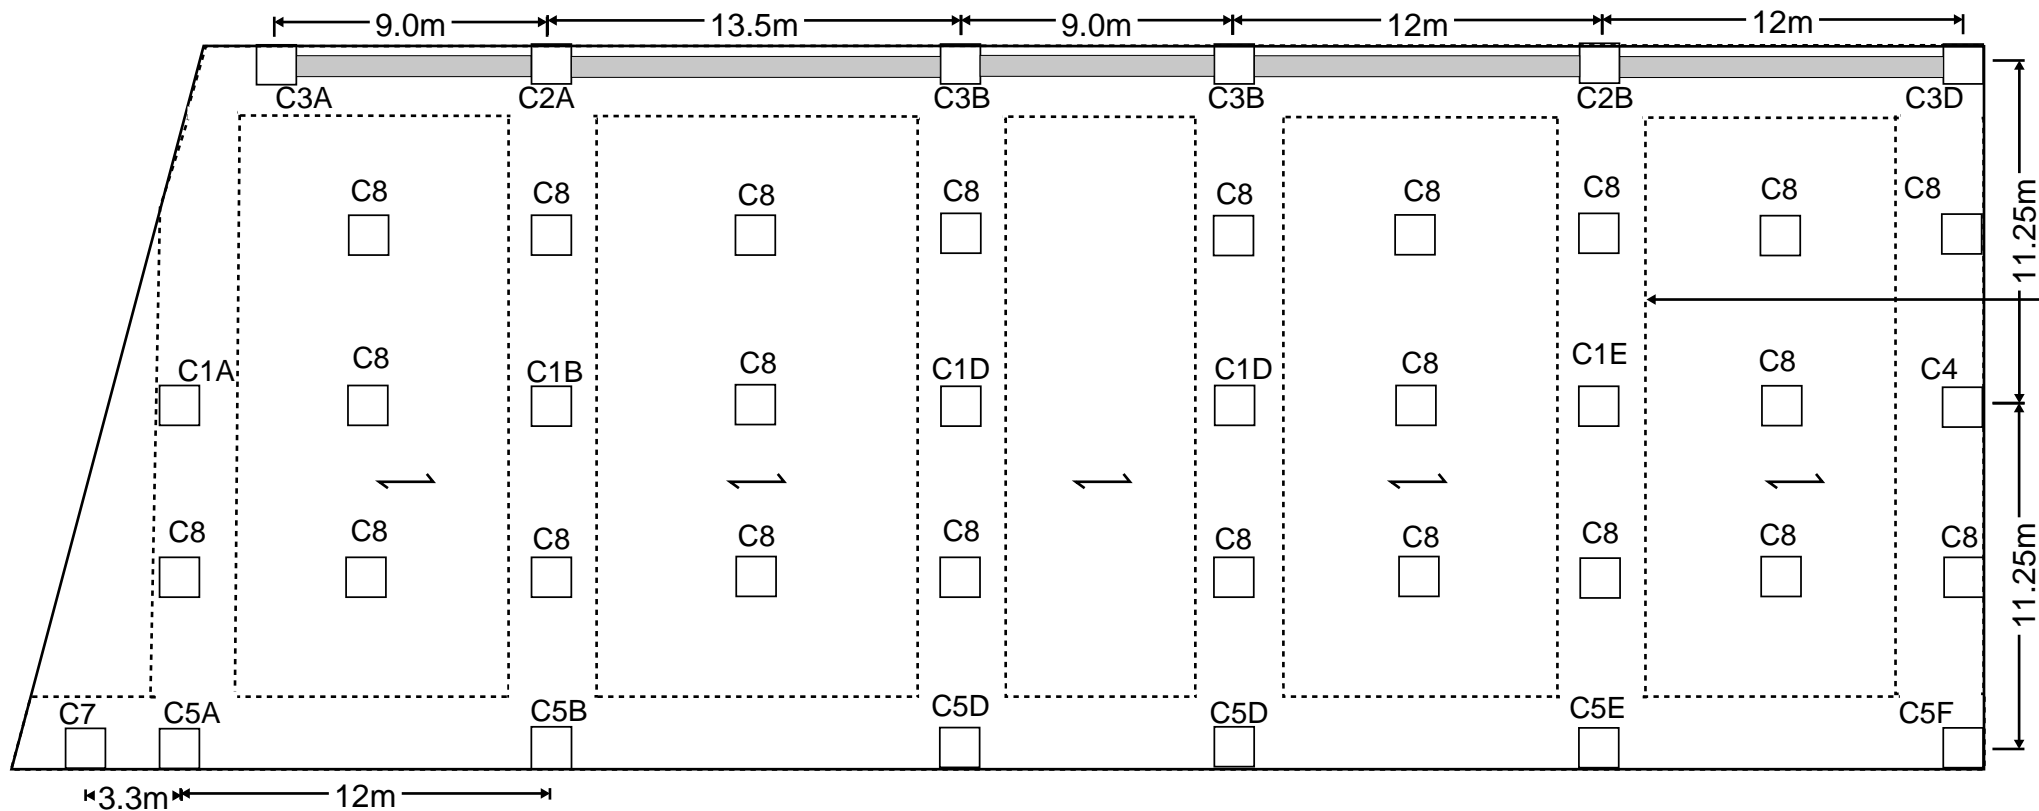 9.0m 13.5m 9.0m 12m 12m
C3A C2A C3B C3B C2B C3D
C8 C8 C8 C8 C8 C8 C8 C8 C8
11.25m
C1A C8 C1B C8 C1D C1D C8 C1E C8 C4
C8 C8 C8 C8 C8 C8 C8 C8 C8 C8
11.25m
C7 C5A C5B C5D C5D C5E C5F
3.3m 12m